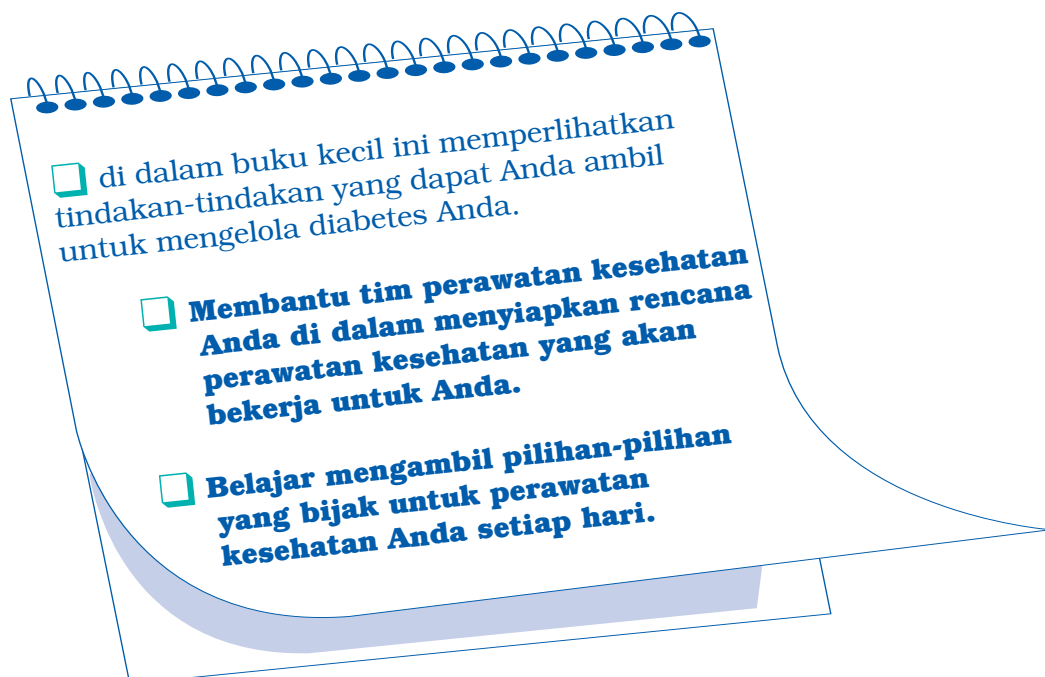 ❑ di dalam buku kecil ini memperlihatkan
tindakan-tindakan yang dapat Anda ambil
untuk mengelola diabetes Anda.
❑ Membantu tim perawatan kesehatan
Anda di dalam menyiapkan rencana
perawatan kesehatan yang akan
bekerja untuk Anda.
❑ Belajar mengambil pilihan-pilihan
yang bijak untuk perawatan
kesehatan Anda setiap hari.